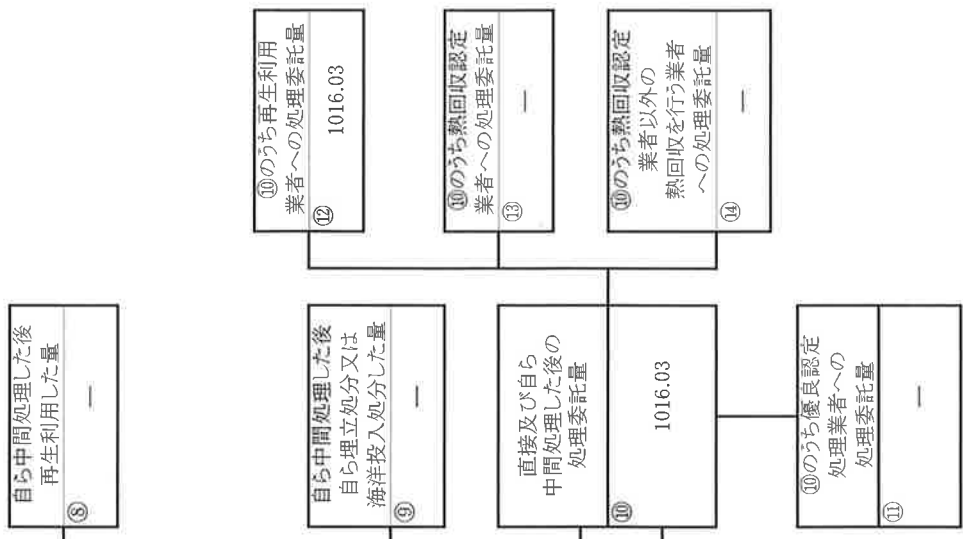 自ら中間処理した後
再生利用した量
⑧
—
自ら中間処理した後
自ら埋立処分又は
海洋投入処分した量
⑨
—
直接及び自ら
中間処理した後の
処理委託量
⑩
1016.03
⑩のうち優良認定
処理業者への
処理委託量
⑪
—
⑩のうち再生利用
業者への処理委託量
⑫
1016.03
⑩のうち熱回収認定
業者への処理委託量
⑬
—
⑩のうち熱回収認定
業者以外の
熱回収を行う業者
への処理委託量
⑭
—